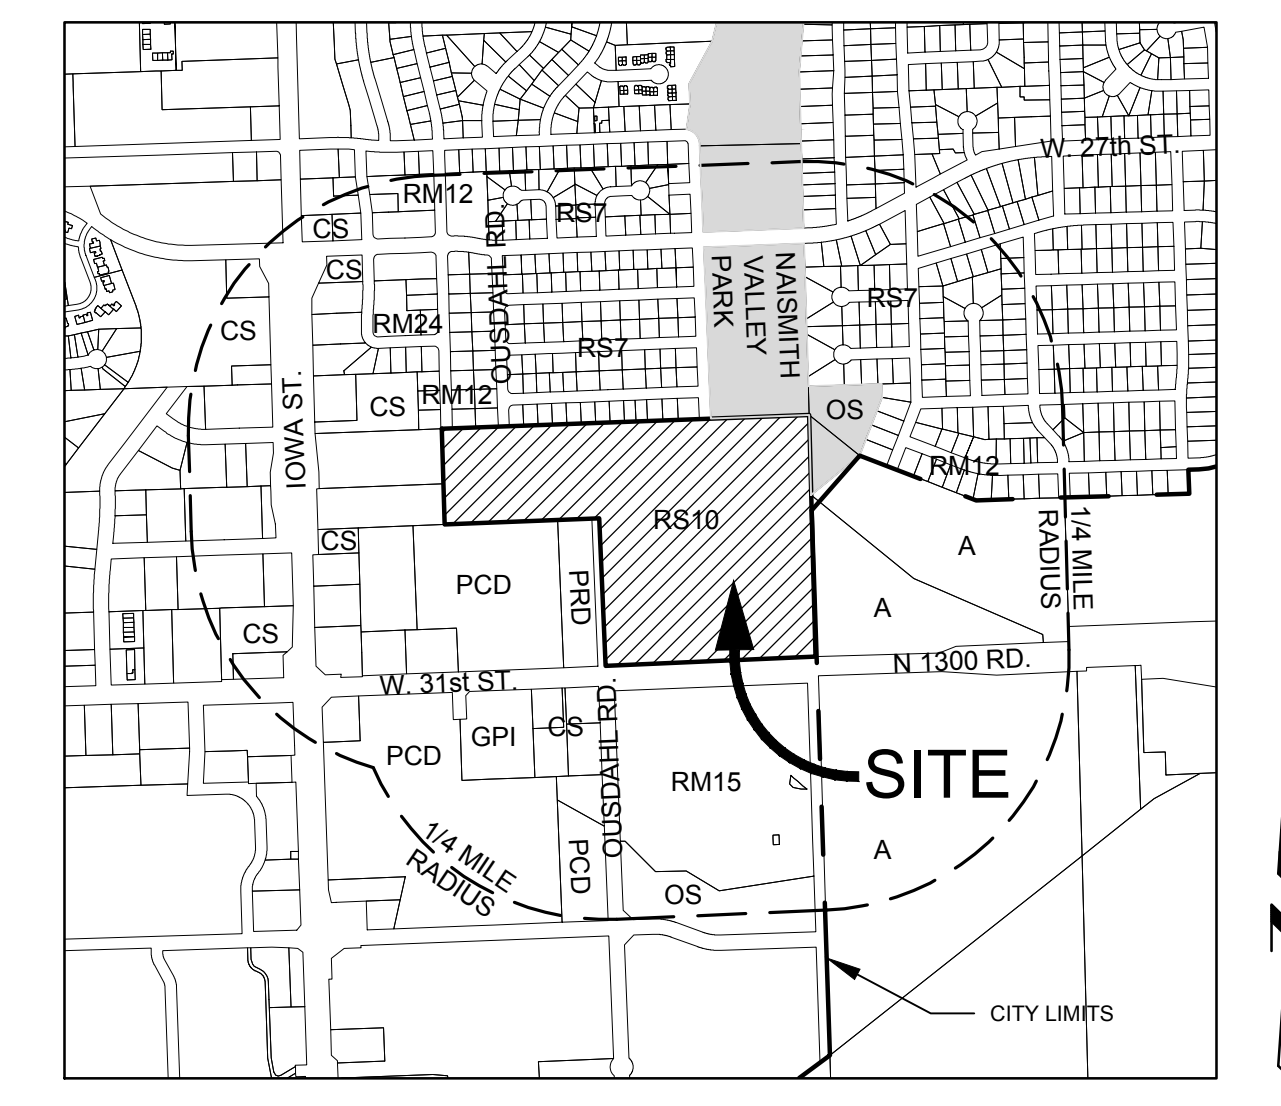 W. 27th ST.
RM12
RS7
CS
OUSDAHL RD.
CS
NAISMITH
VALLEY
PARK
RS7
CS
RM24
RS7
IOWA ST.
RM12
CS
OS
RM12
RS10
CS
A
1/4 MILE
RADIUS
PCD
PRD
A
CS
N 1300 RD.
W. 31st ST.
CS
GPI
PCD
OUSDAHL RD.
RM15
SITE
1/4 MILE
RADIUS
PCD
A
OS
CITY LIMITS